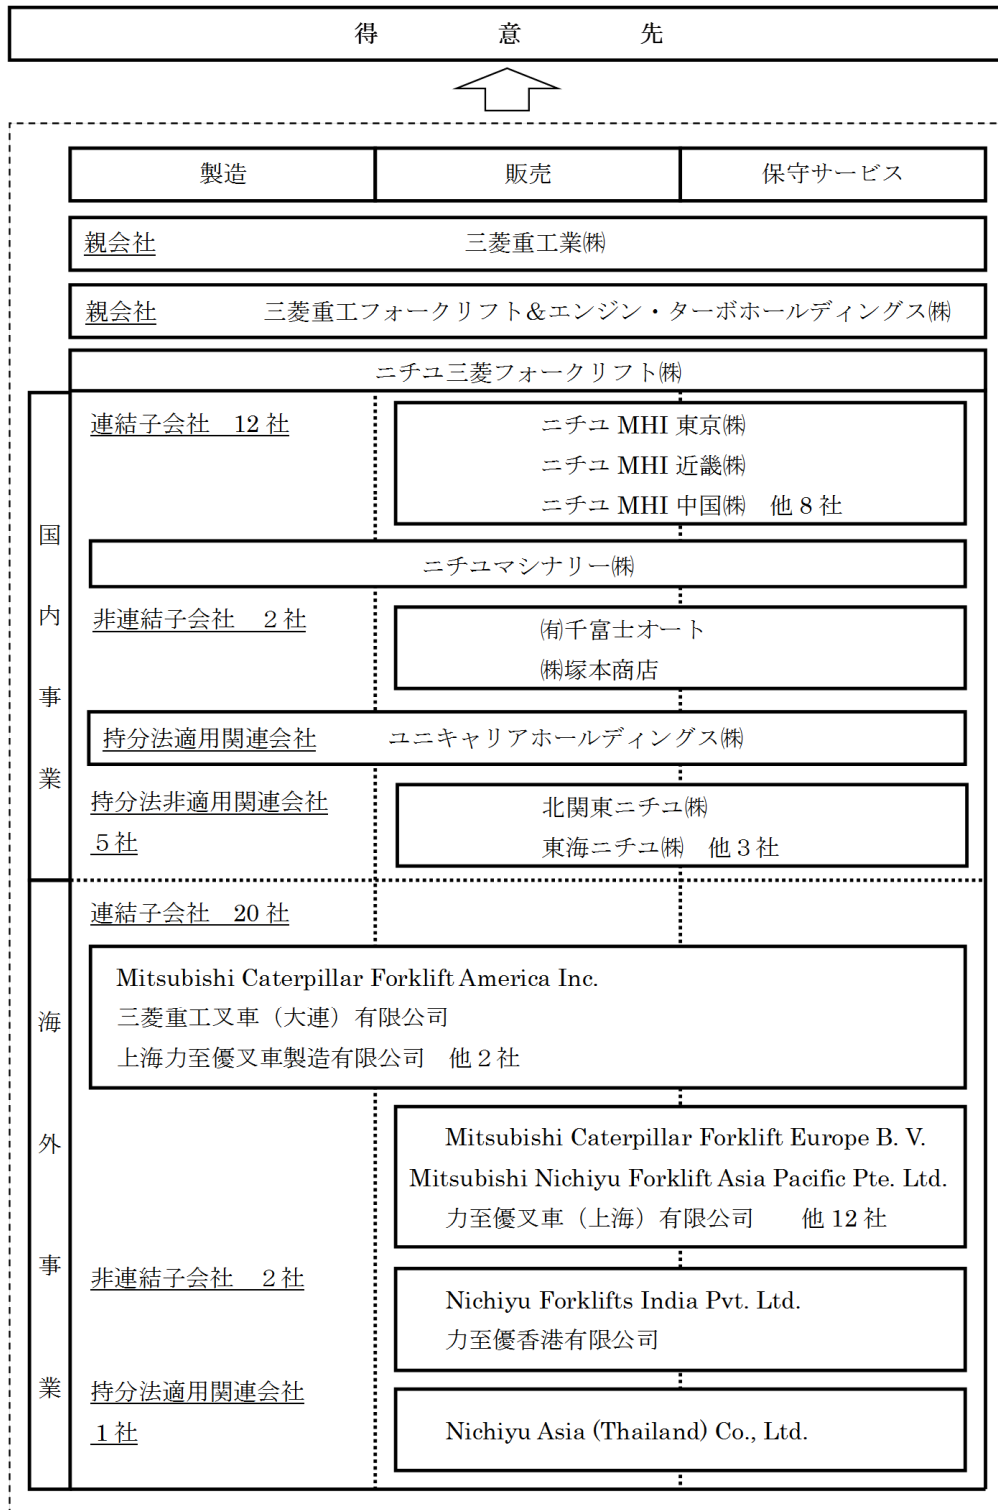 得意先
製造 販売 保守サービス
親会社 三菱重工業㈱
親会社 三菱重工フォークリフト＆エンジン・ターボホールディングス㈱
ニチユ三菱フォークリフト㈱
国内事業
連結子会社 12社
ニチユ MHI 東京㈱
ニチユ MHI 近畿㈱
ニチユ MHI 中国㈱ 他８社
ニチユマシナリー㈱
非連結子会社 ２社
㈲千富士オート
㈱塚本商店
持分法適用関連会社 ユニキャリアホールディングス㈱
持分法非適用関連会社
５社
北関東ニチユ㈱
東海ニチユ㈱ 他３社
海外事業
連結子会社 20社
Mitsubishi Caterpillar Forklift America Inc.
三菱重工叉車（大連）有限公司
上海力至優叉車製造有限公司 他２社
Mitsubishi Caterpillar Forklift Europe B. V.
Mitsubishi Nichiyu Forklift Asia Pacific Pte. Ltd.
力至優叉車（上海）有限公司 他12社
非連結子会社 ２社
Nichiyu Forklifts India Pvt. Ltd.
力至優香港有限公司
持分法適用関連会社
１社
Nichiyu Asia (Thailand) Co., Ltd.